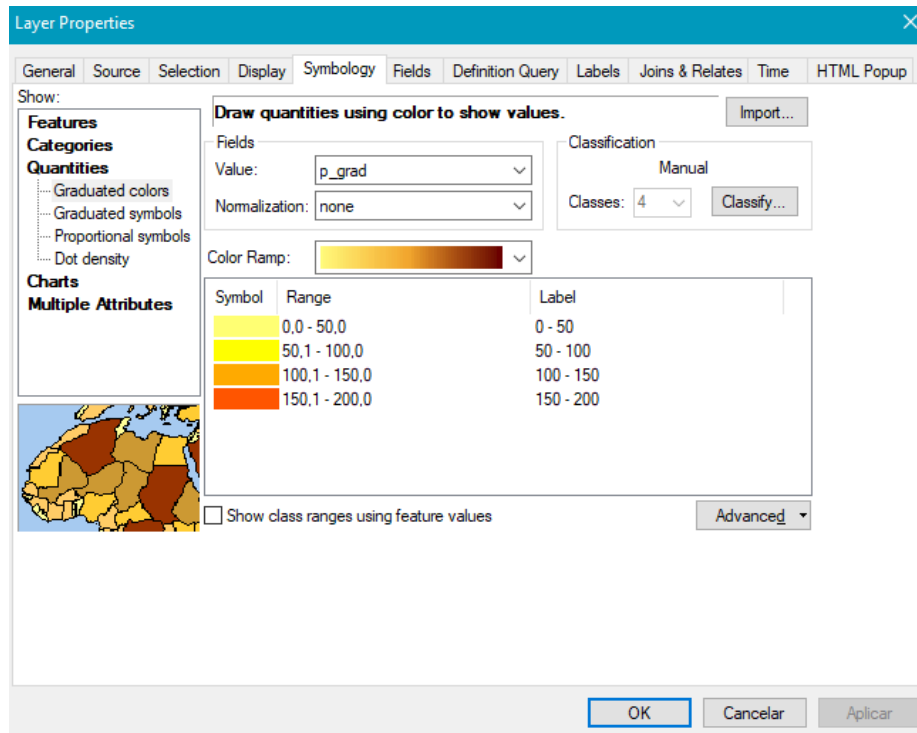 Layer Properties
General Source Selection Display Symbology Fields Definition Query Labels Joins & Relates Time HTML Popup
Show:
Features
Categories
Quantities
Graduated colors
Graduated symbols
Proportional symbols
Dot density
Charts
Multiple Attributes
Draw quantities using color to show values.
Import...
Fields
Value: p_grad
Normalization: none
Classification
Manual
Classes: 4 Classify...
Color Ramp:
Symbol Range Label
0,0 - 50,0 0 - 50
50,1 - 100,0 50 - 100
100,1 - 150,0 100 - 150
150,1 - 200,0 150 - 200
Show class ranges using feature values
Advanced
OK Cancelar Aplicar